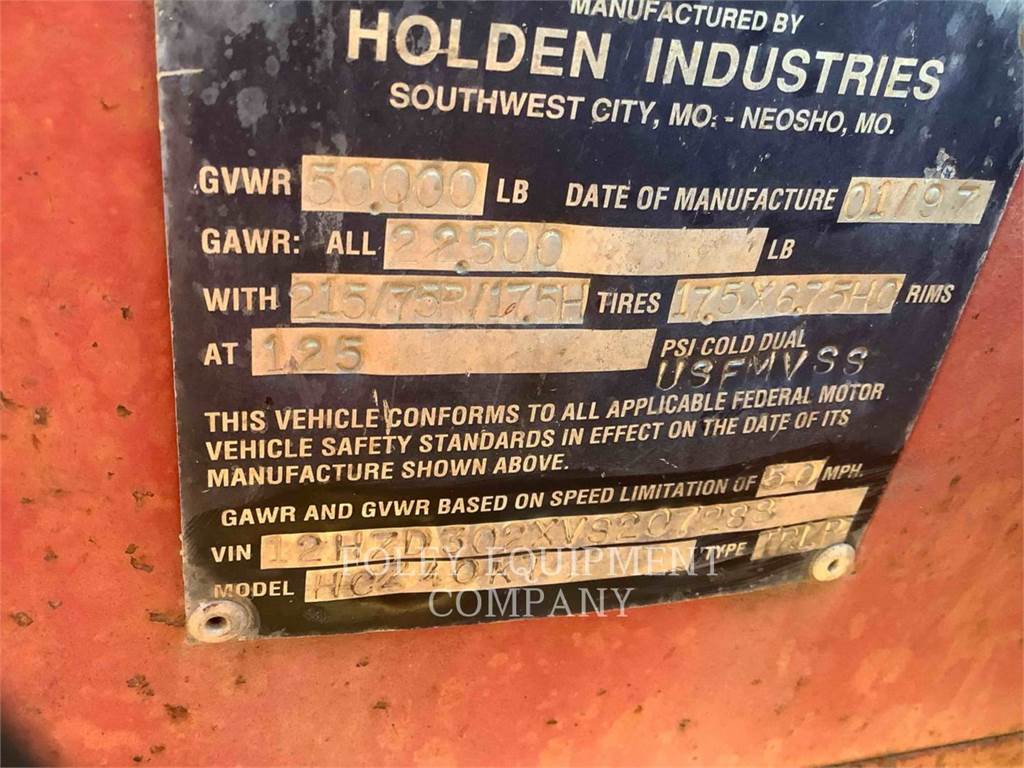 MANUFACTURED BY
HOLDEN INDUSTRIES
SOUTHWEST CITY, MO. - NEOSHO, MO.
GVWR 50000 LB DATE OF MANUFACTURE 01/97
GAWR: ALL 22500 LB
WITH 215/75R/17.5H TIRES 17.5X6.75HC RIMS
AT 125 PSI COLD DUAL
USFMVSS
THIS VEHICLE CONFORMS TO ALL APPLICABLE FEDERAL MOTOR
VEHICLE SAFETY STANDARDS IN EFFECT ON THE DATE OF ITS
MANUFACTURE SHOWN ABOVE.
GAWR AND GVWR BASED ON SPEED LIMITATION OF 50 MPH.
VIN TYPE TRLR
MODEL
FOLEY EQUIPMENT
COMPANY